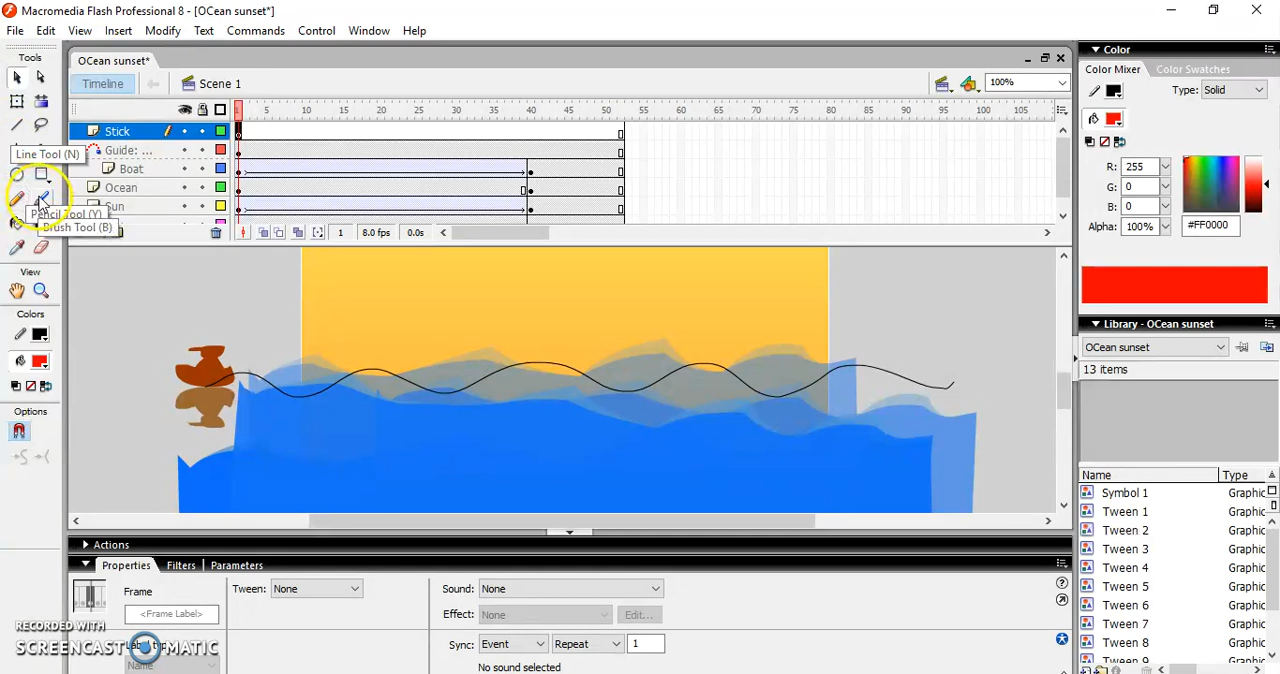 Macromedia Flash Professional 8 - [OCean sunset*]
File Edit View Insert Modify Text Commands Control Window Help
Tools
OCean sunset*
Timeline Scene 1 100%
5 10 15 20 25 30 35 40 45 50 55 60 65 70 75 80 85 90 95 100 105
Stick
Line Tool (N)
Guide: ...
Boat
Ocean
Sun
Pencil Tool (Y)
Brush Tool (B)
1 8.0 fps 0.0s
View
Colors
Options
Color
Color Mixer Color Swatches
Type: Solid
R: 255
G: 0
B: 0
Alpha: 100% #FF0000
Library - OCean sunset
OCean sunset
13 items
Name Type
Symbol 1 Graphic
Tween 1 Graphic
Tween 2 Graphic
Tween 3 Graphic
Tween 4 Graphic
Tween 5 Graphic
Tween 6 Graphic
Tween 7 Graphic
Tween 8 Graphic
Tween 9 Graphic
Actions
Properties Filters Parameters
Frame Tween: None Sound: None
<Frame Label> Effect: None Edit...
Label type:
Name
Sync: Event Repeat 1
No sound selected
RECORDED WITH
SCREENCAST MATIC